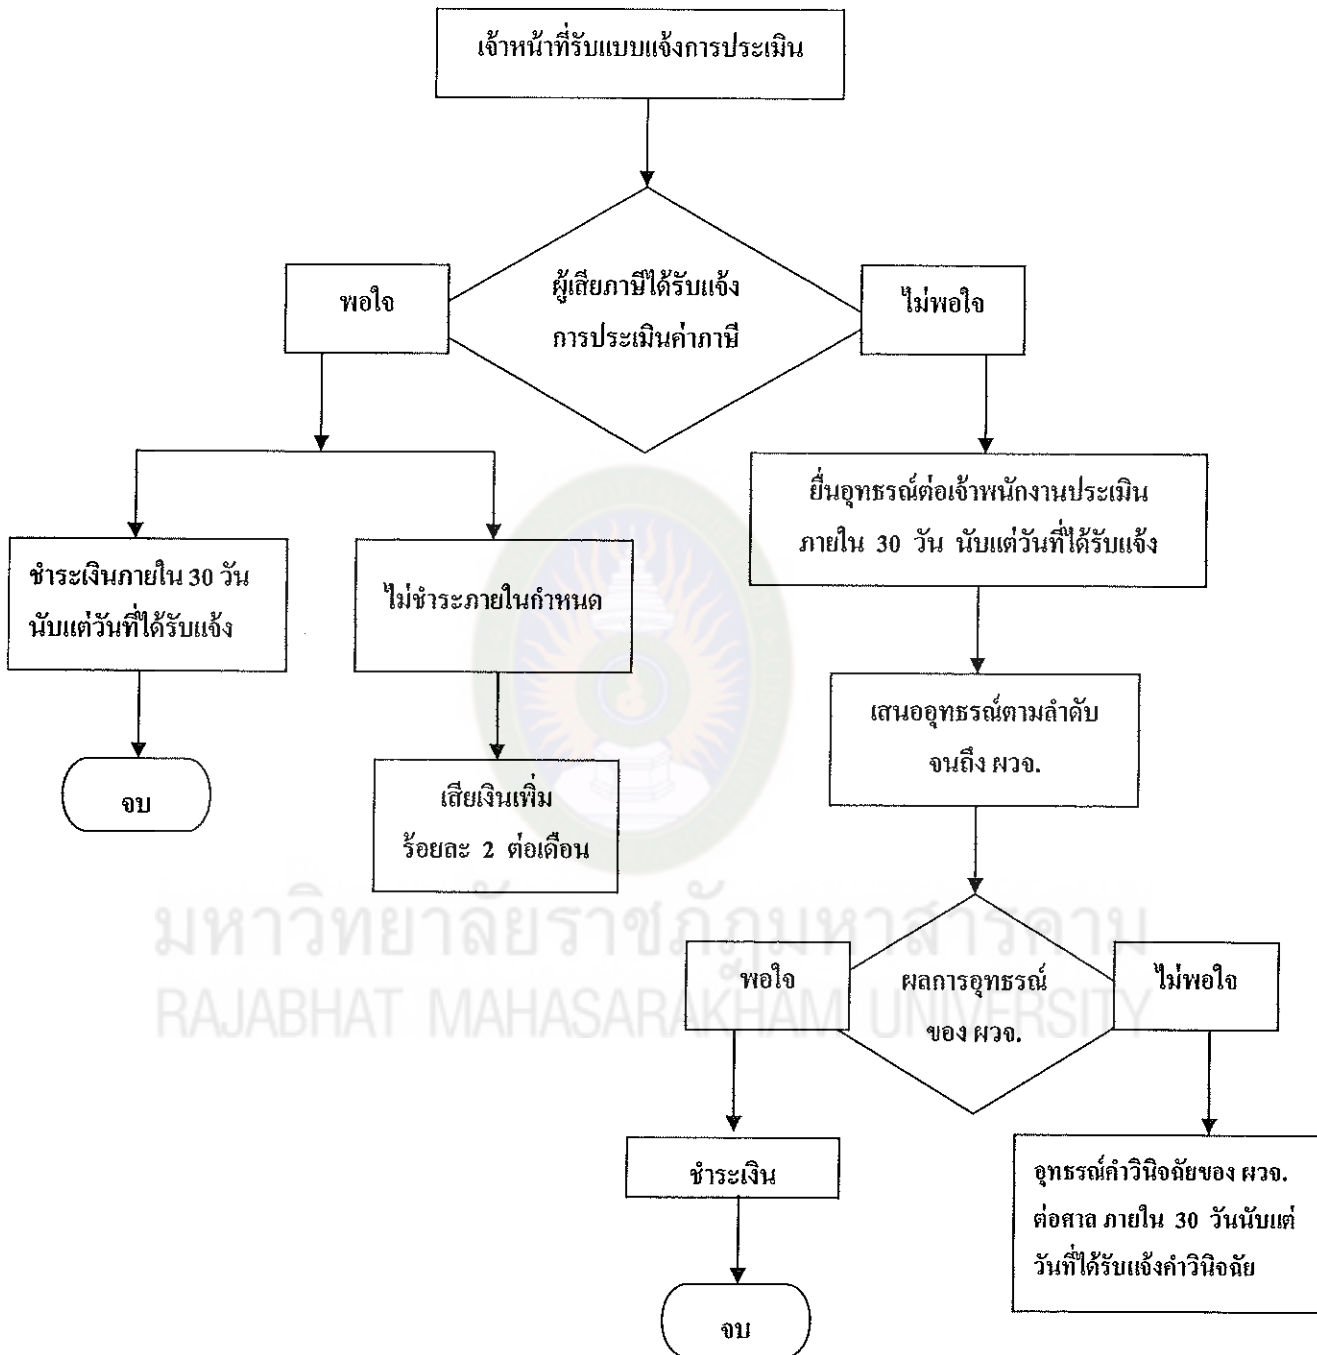 เจ้าหน้าที่รับแบบแจ้งการประเมิน
พอใจ
ผู้เสียภาษีได้รับแจ้ง
การประเมินค่าภาษี
ไม่พอใจ
ชำระเงินภายใน 30 วัน
นับแต่วันที่ได้รับแจ้ง
ไม่ชำระภายในกำหนด
ยื่นอุทธรณ์ต่อเจ้าพนักงานประเมิน
ภายใน 30 วัน นับแต่วันที่ได้รับแจ้ง
จบ
เสียเงินเพิ่ม
ร้อยละ 2 ต่อเดือน
เสนออุทธรณ์ตามลำดับ
จนถึง ผวจ.
มหาวิทยาลัยราชภัฏมหาสารคาม
RAJABHAT MAHASARAKHAM UNIVERSITY
พอใจ
ผลการอุทธรณ์
ของ ผวจ.
ไม่พอใจ
ชำระเงิน
อุทธรณ์คำวินิจฉัยของ ผวจ.
ต่อศาล ภายใน 30 วันนับแต่
วันที่ได้รับแจ้งคำวินิจฉัย
จบ